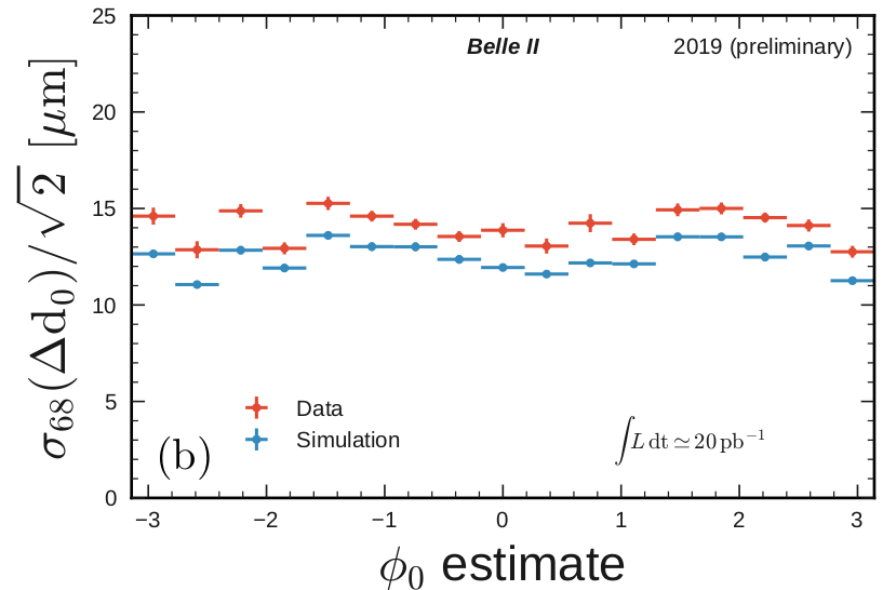 Belle II
2019 (preliminary)
σ₆₈(Δd₀)/√2 [μm]
25
20
15
10
5
0
Data
Simulation
(b)
∫L dt ≃ 20 pb⁻¹
−3
−2
−1
0
1
2
3
ϕ₀ estimate